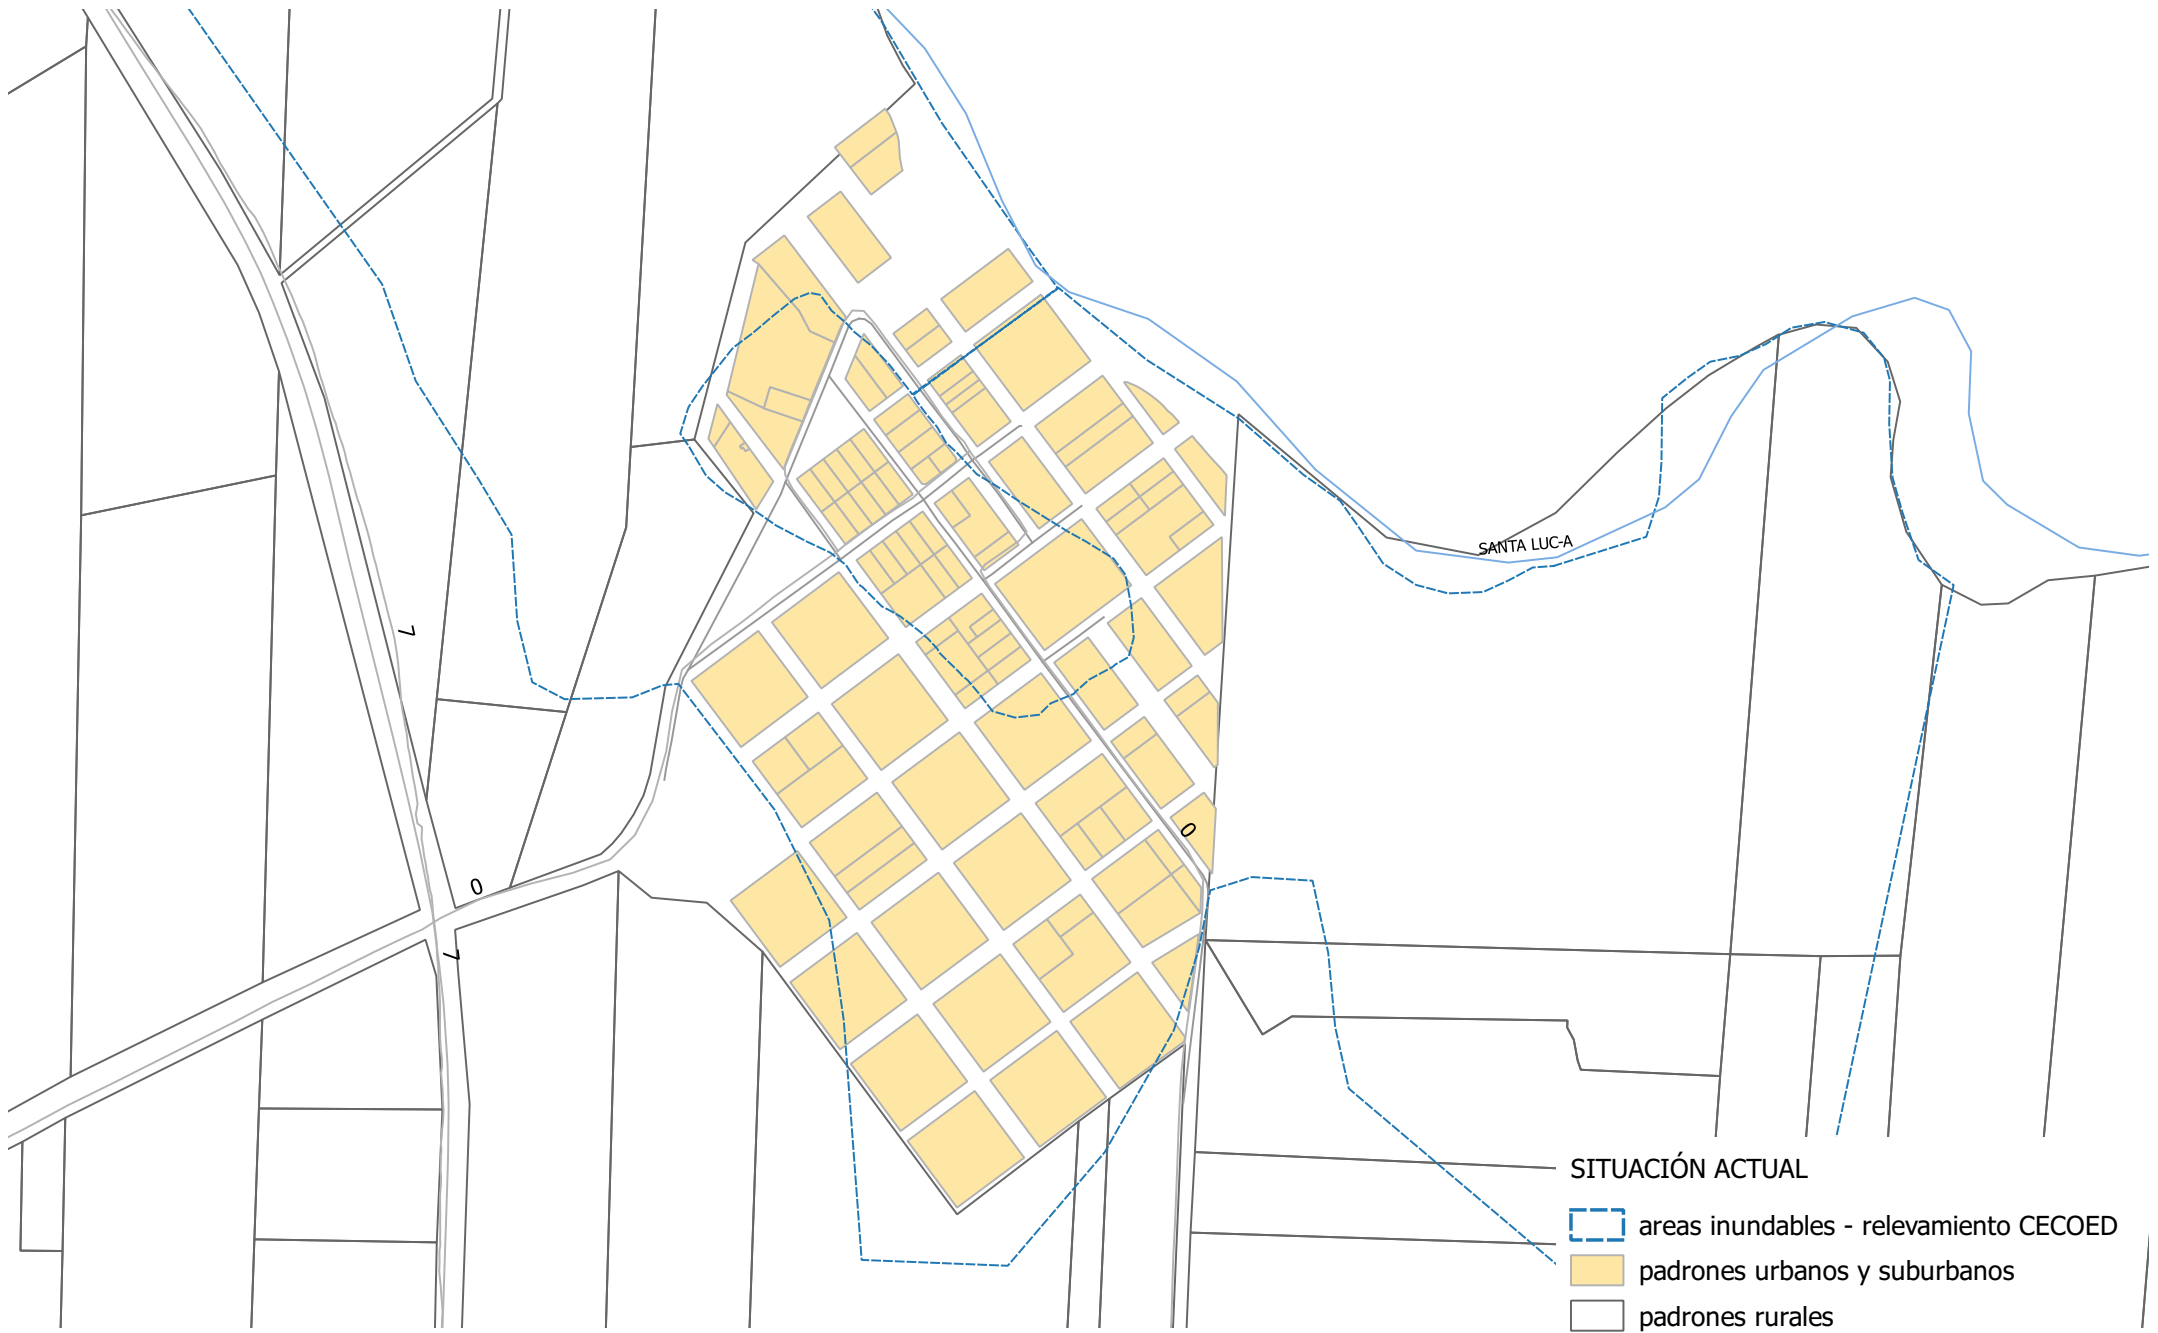 SANTA LUC-A
7
0
0
7
SITUACIÓN ACTUAL
areas inundables - relevamiento CECOED
padrones urbanos y suburbanos
padrones rurales